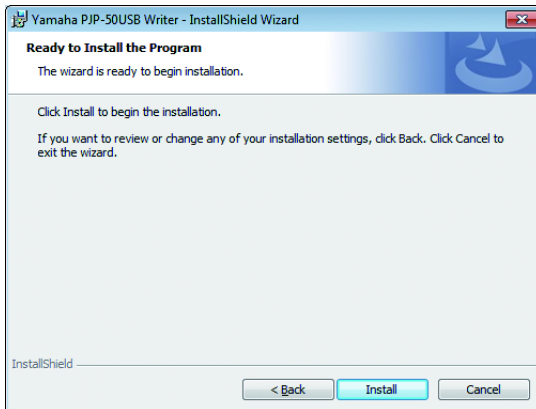 Yamaha PJP-50USB Writer - InstallShield Wizard
Ready to Install the Program
The wizard is ready to begin installation.
Click Install to begin the installation.
If you want to review or change any of your installation settings, click Back. Click Cancel to
exit the wizard.
InstallShield
< Back Install Cancel